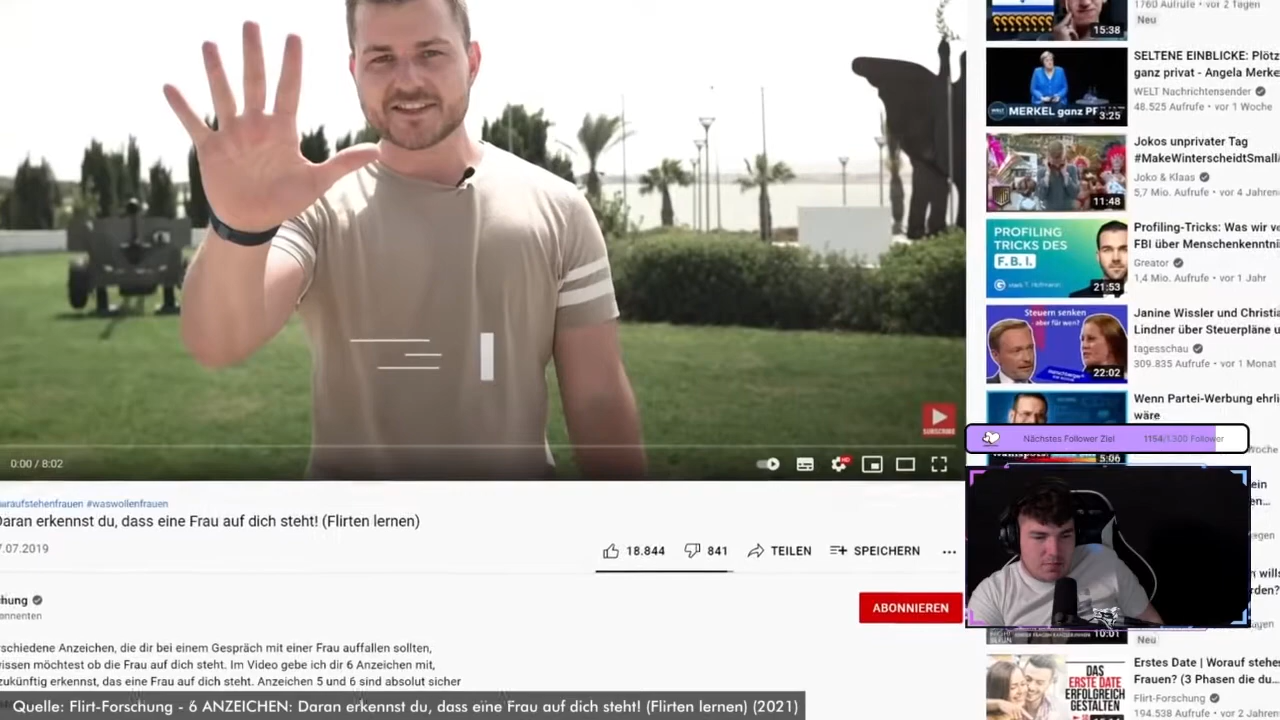 0:00 / 8:02
SUBSCRIBE
HD
#waswollenfrauen
Daran erkennst du, dass eine Frau auf dich steht! (Flirten lernen)
.07.2019
18.844
841
TEILEN
SPEICHERN
ABONNIEREN
schiedene Anzeichen, die dir bei einem Gespräch mit einer Frau auffallen sollten,
wissen möchtest ob die Frau auf dich steht. Im Video gebe ich dir 6 Anzeichen mit,
zukünftig erkennst, das eine Frau auf dich steht. Anzeichen 5 und 6 sind absolut sicher
Quelle: Flirt-Forschung - 6 ANZEICHEN: Daran erkennst du, dass eine Frau auf dich steht! (Flirten lernen) (2021)
1760 Aufrufe • vor 2 Tagen
Neu
15:38
SELTENE EINBLICKE: Plötz
ganz privat - Angela Merke
WELT Nachrichtensender
48.525 Aufrufe • vor 1 Woche
MERKEL ganz PR
3:25
Jokos unprivater Tag
#MakeWinterscheidtSmall
Joko & Klaas
5,7 Mio. Aufrufe • vor 4 Jahren
11:48
PROFILING
TRICKS DES
F.B.I.
21:53
Profiling-Tricks: Was wir v
FBI über Menschenkenntni
Greator
1,4 Mio. Aufrufe • vor 1 Jahr
Steuern senken
- aber für wen?
22:02
Janine Wissler und Christia
Lindner über Steuerpläne u
tagesschau
309.835 Aufrufe • vor 1 Monat
Wenn Partei-Werbung ehrli
wäre
Nächstes Follower Ziel
1154/1.300 Follower
5:06
10:01
Neu
DAS
ERSTE DATE
ERFOLGREICH
GESTALTEN
Erstes Date | Worauf stehe
Frauen? (3 Phasen die du...
Flirt-Forschung
194.538 Aufrufe • vor 2